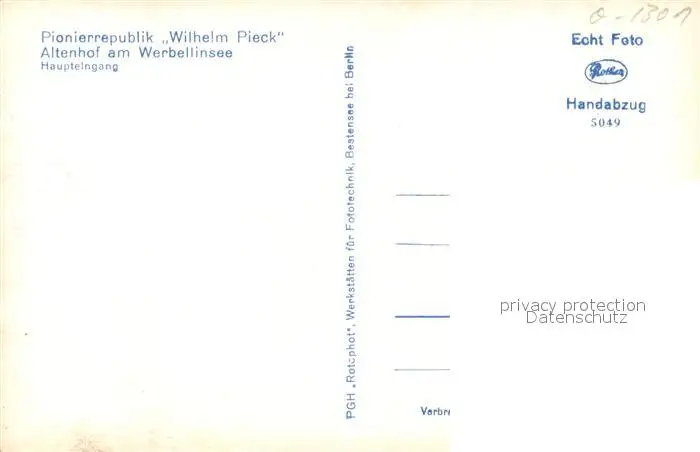 Pionierrepublik „Wilhelm Pieck"
Altenhof am Werbellinsee
Haupteingang
PGH „Rotophot", Werkstätten für Fototechnik, Bestensee bei Berlin
O-1301
Echt Foto
Handabzug
5049
privacy protection
Datenschutz